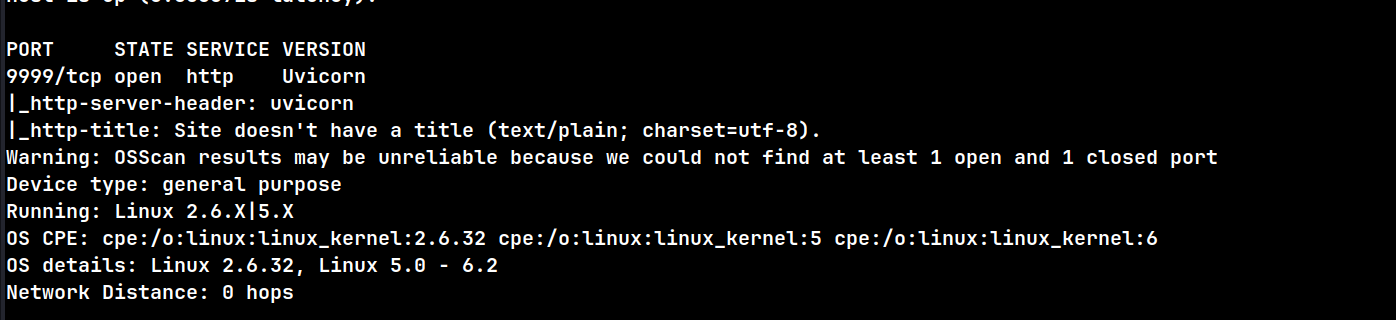 PORT     STATE SERVICE VERSION
9999/tcp open  http    Uvicorn
|_http-server-header: uvicorn
|_http-title: Site doesn't have a title (text/plain; charset=utf-8).
Warning: OSScan results may be unreliable because we could not find at least 1 open and 1 closed port
Device type: general purpose
Running: Linux 2.6.X|5.X
OS CPE: cpe:/o:linux:linux_kernel:2.6.32 cpe:/o:linux:linux_kernel:5 cpe:/o:linux:linux_kernel:6
OS details: Linux 2.6.32, Linux 5.0 - 6.2
Network Distance: 0 hops